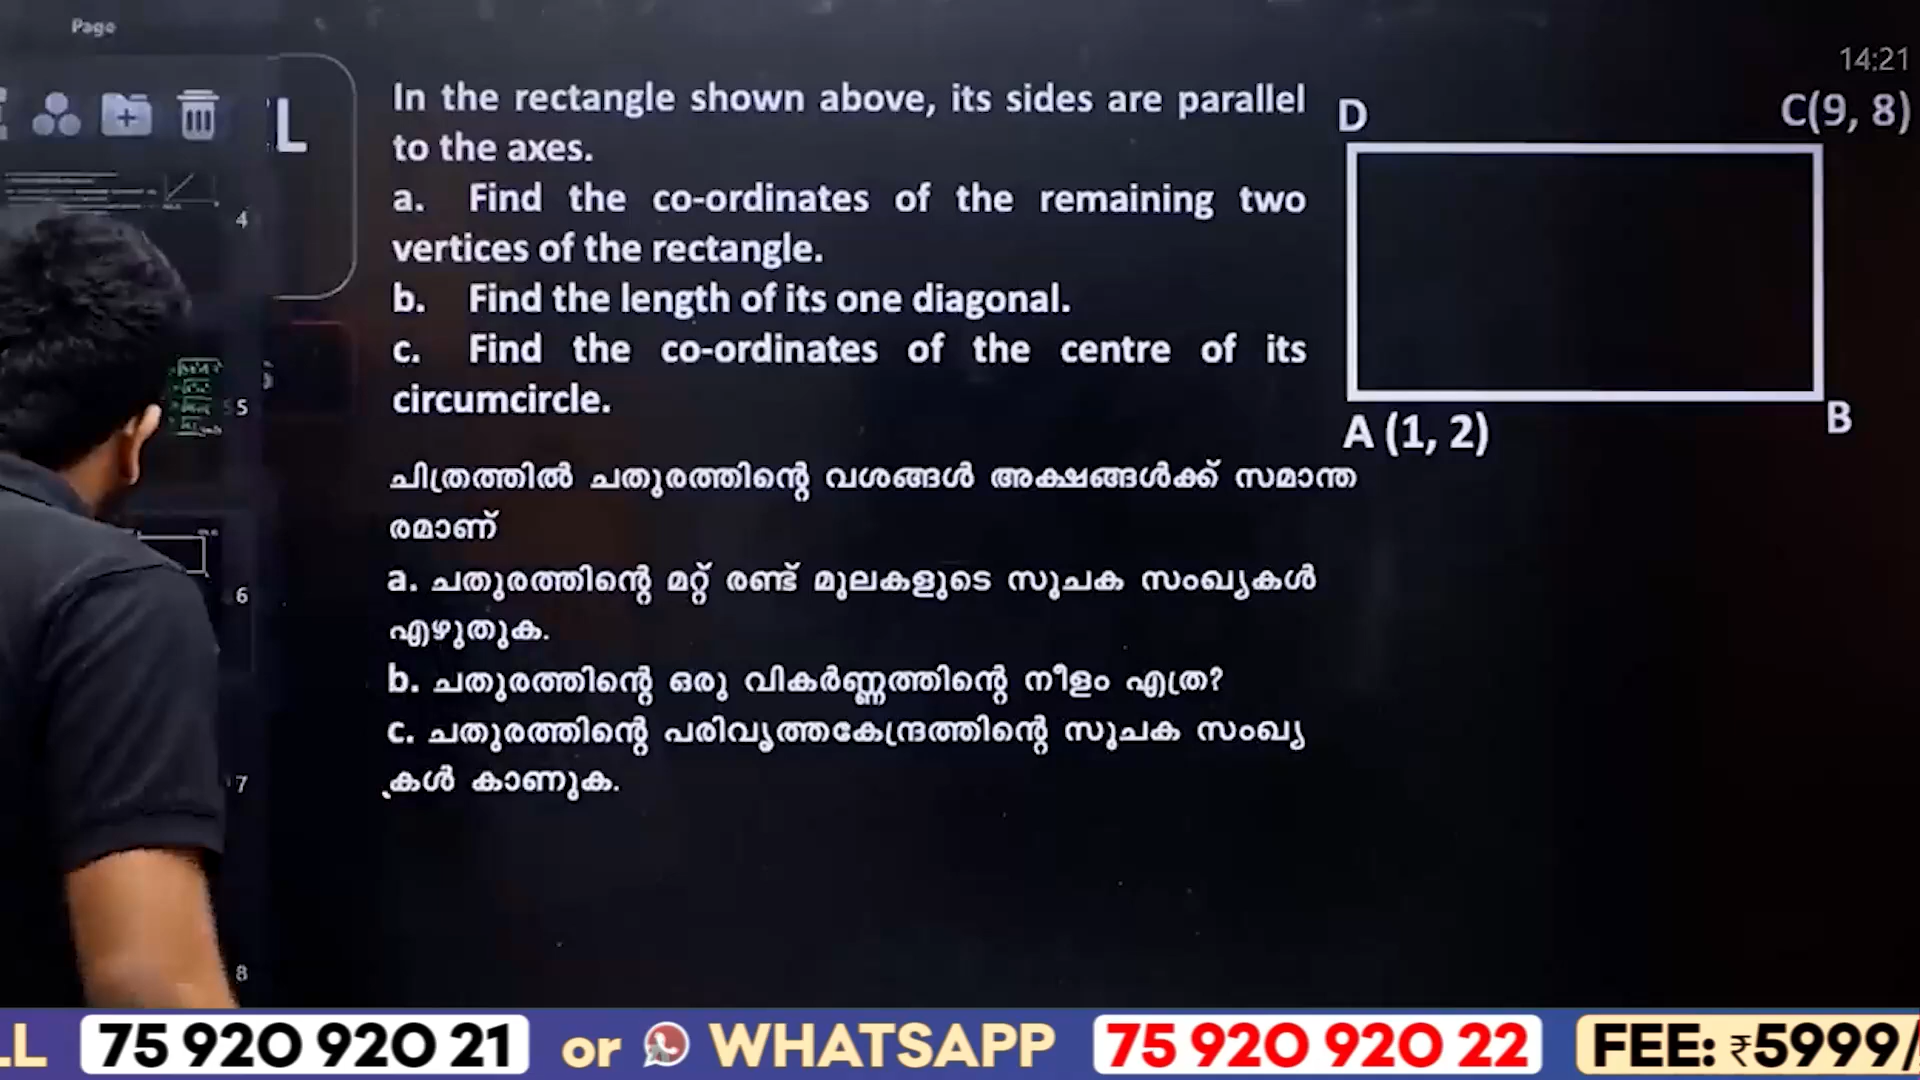 Page
14:21
L
In the rectangle shown above, its sides are parallel
to the axes.
a. Find the co-ordinates of the remaining two
vertices of the rectangle.
b. Find the length of its one diagonal.
c. Find the co-ordinates of the centre of its
circumcircle.
D
C(9, 8)
A (1, 2)
B
ചിത്രത്തിൽ ചതുരത്തിന്റെ വശങ്ങൾ അക്ഷങ്ങൾക്ക് സമാന്ത
രമാണ്
a. ചതുരത്തിന്റെ മറ്റ് രണ്ട് മൂലകളുടെ സൂചക സംഖ്യകൾ
എഴുതുക.
b. ചതുരത്തിന്റെ ഒരു വികർണ്ണത്തിന്റെ നീളം എത്ര?
c. ചതുരത്തിന്റെ പരിവൃത്തകേന്ദ്രത്തിന്റെ സൂചക സംഖ്യ
കൾ കാണുക.
4
5
6
7
8
LL 75 920 920 21 or WHATSAPP 75 920 920 22 FEE: ₹5999/